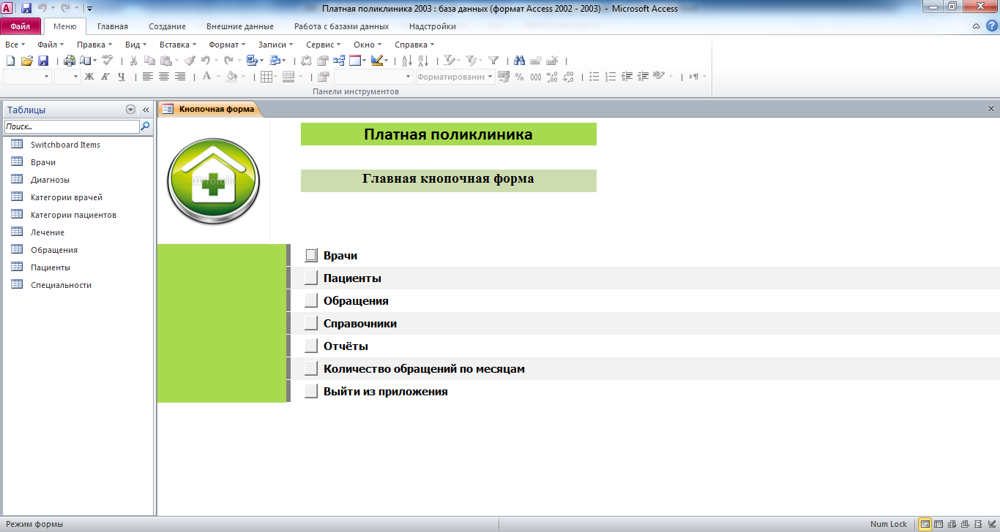 Платная поликлиника 2003 : база данных (формат Access 2002 - 2003) - Microsoft Access
Файл Меню Главная Создание Внешние данные Работа с базами данных Надстройки
Все Файл Правка Вид Вставка Формат Записи Сервис Окно Справка
Ж К Ч А Форматирование % 000
Панели инструментов
Таблицы
Кнопочная форма
Поиск...
Switchboard Items
Врачи
Диагнозы
Категории врачей
Категории пациентов
Лечение
Обращения
Пациенты
Специальности
Платная поликлиника
Главная кнопочная форма
fotolia
Врачи
Пациенты
Обращения
Справочники
Отчёты
Количество обращений по месяцам
Выйти из приложения
Режим формы
Num Lock